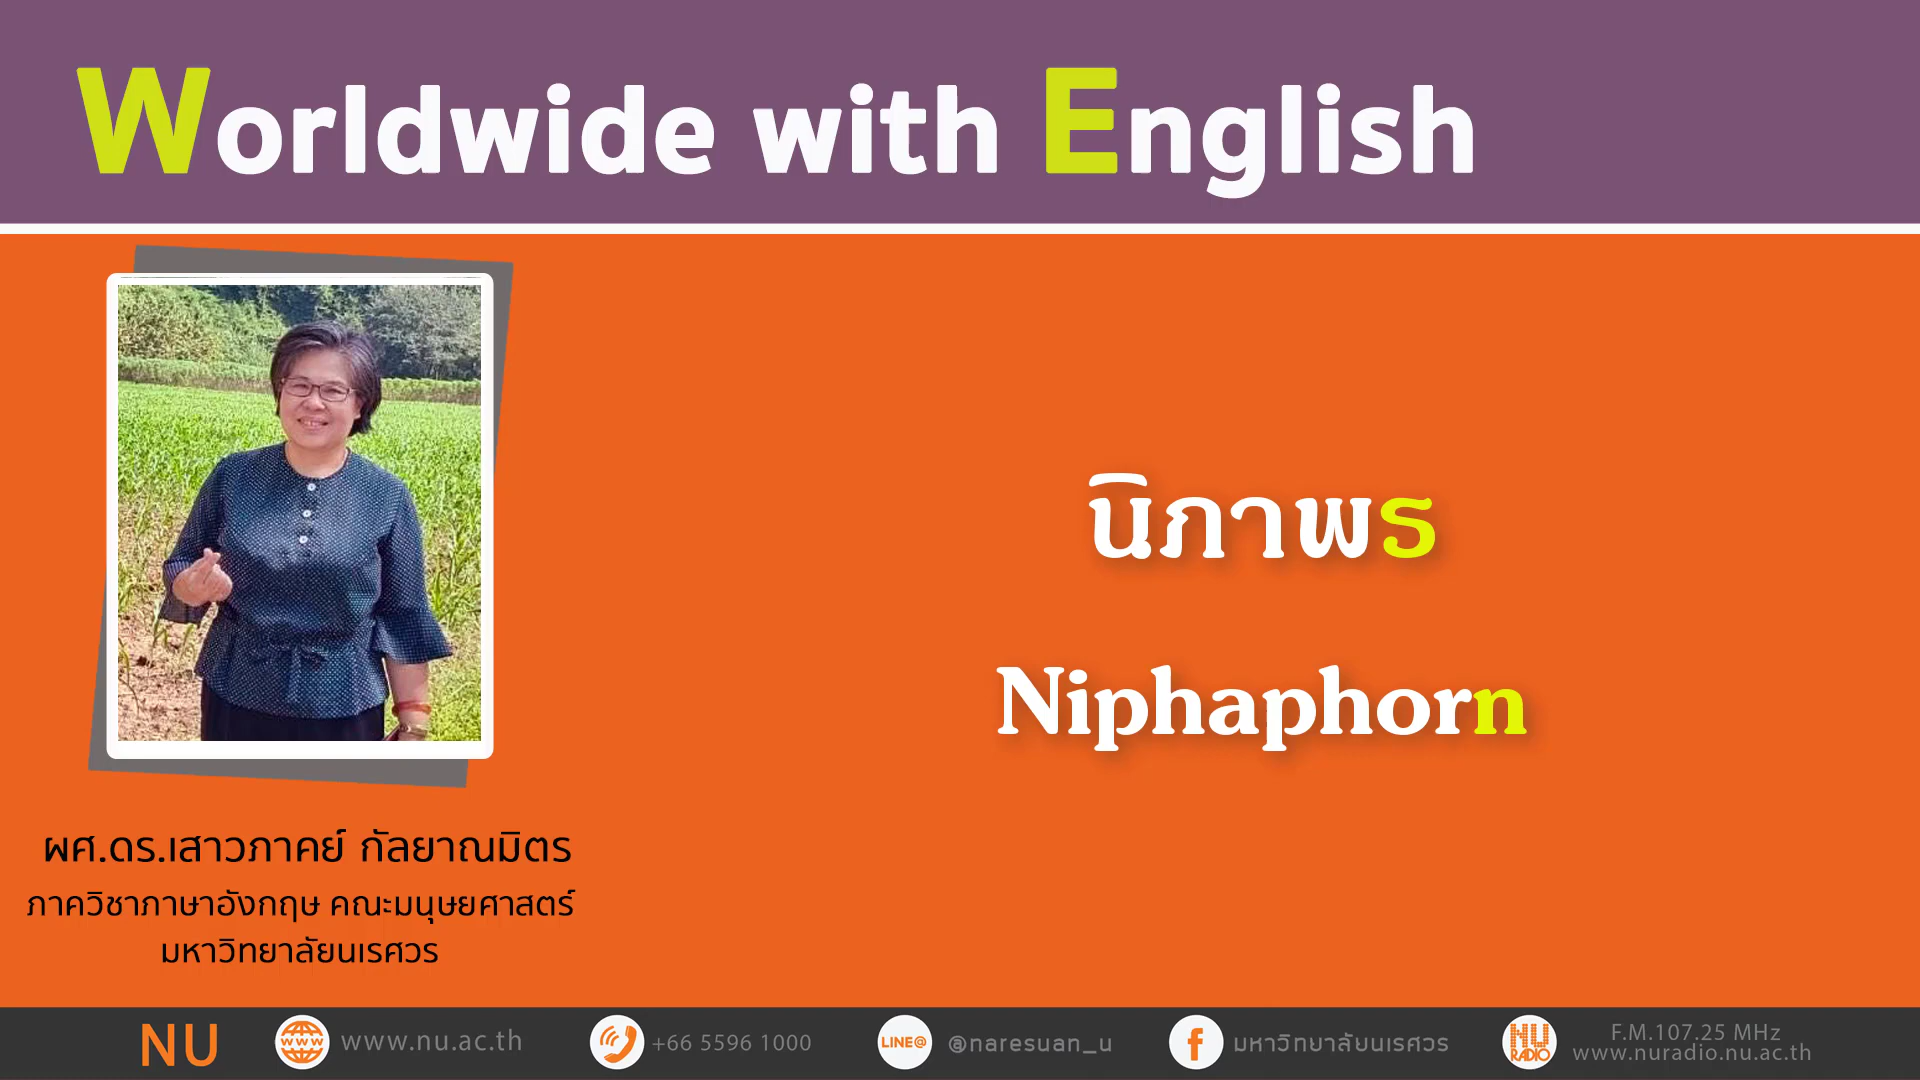 Worldwide with English
นิภาพร
Niphaphorn
ผศ.ดร.เสาวภาคย์ กัลยาณมิตร
ภาควิชาภาษาอังกฤษ คณะมนุษยศาสตร์
มหาวิทยาลัยนเรศวร
NU
www
www.nu.ac.th
+66 5596 1000
LINE@
@naresuan_u
f
มหาวิทยาลัยนเรศวร
NU
RADIO
F.M.107.25 MHz
www.nuradio.nu.ac.th